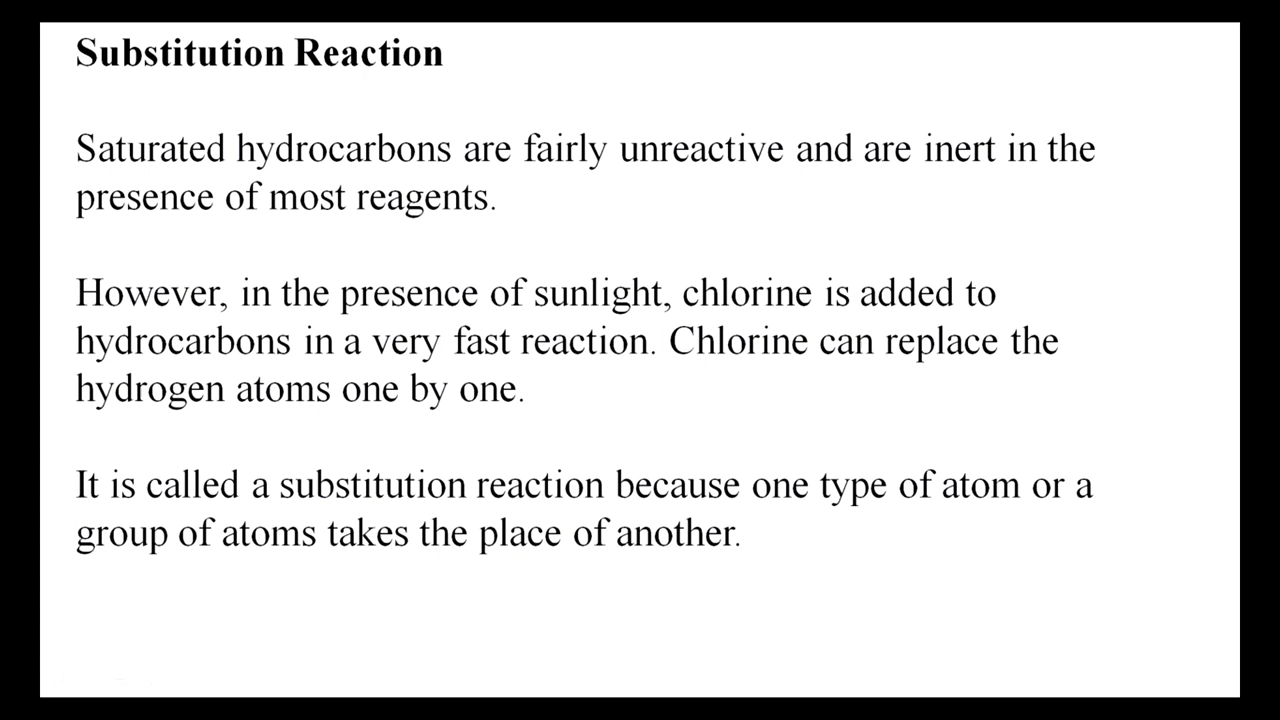 Substitution Reaction
Saturated hydrocarbons are fairly unreactive and are inert in the
presence of most reagents.
However, in the presence of sunlight, chlorine is added to
hydrocarbons in a very fast reaction. Chlorine can replace the
hydrogen atoms one by one.
It is called a substitution reaction because one type of atom or a
group of atoms takes the place of another.